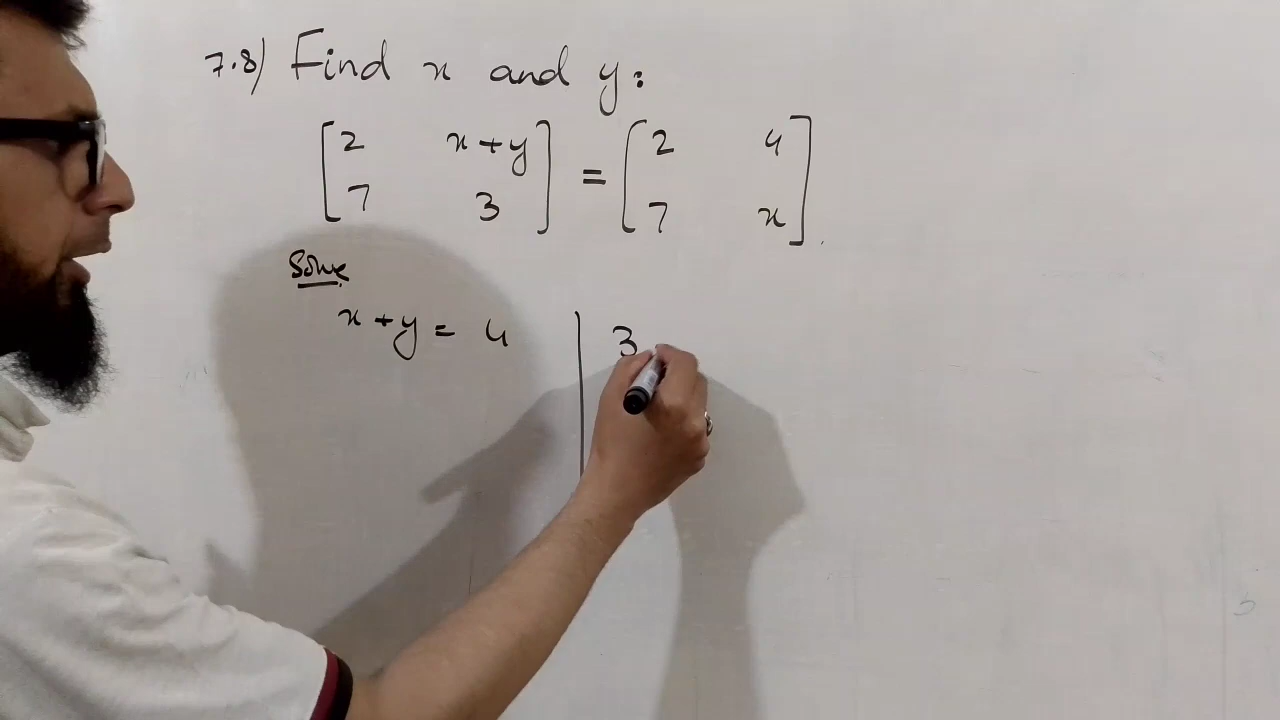 7.8) Find x and y:
[2 x+y] = [2 4]
[7 3] [7 x].
Solve
x+y = 4 | 3